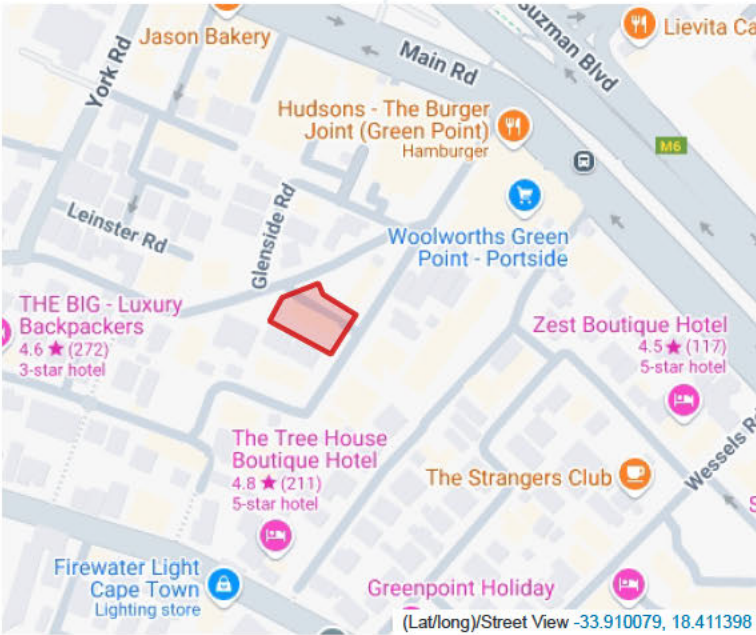 Jason Bakery
York Rd
Main Rd
Guzman Blvd
Lievita Ca
Hudsons - The Burger
Joint (Green Point)
Hamburger
M6
Leinster Rd
Glenside Rd
Woolworths Green
Point - Portside
THE BIG - Luxury
Backpackers
4.6 ★ (272)
3-star hotel
Zest Boutique Hotel
4.5 ★ (117)
5-star hotel
The Tree House
Boutique Hotel
4.8 ★ (211)
5-star hotel
The Strangers Club
Wessels R
S
Firewater Light
Cape Town
Lighting store
Greenpoint Holiday
(Lat/long)/Street View -33.910079, 18.411398